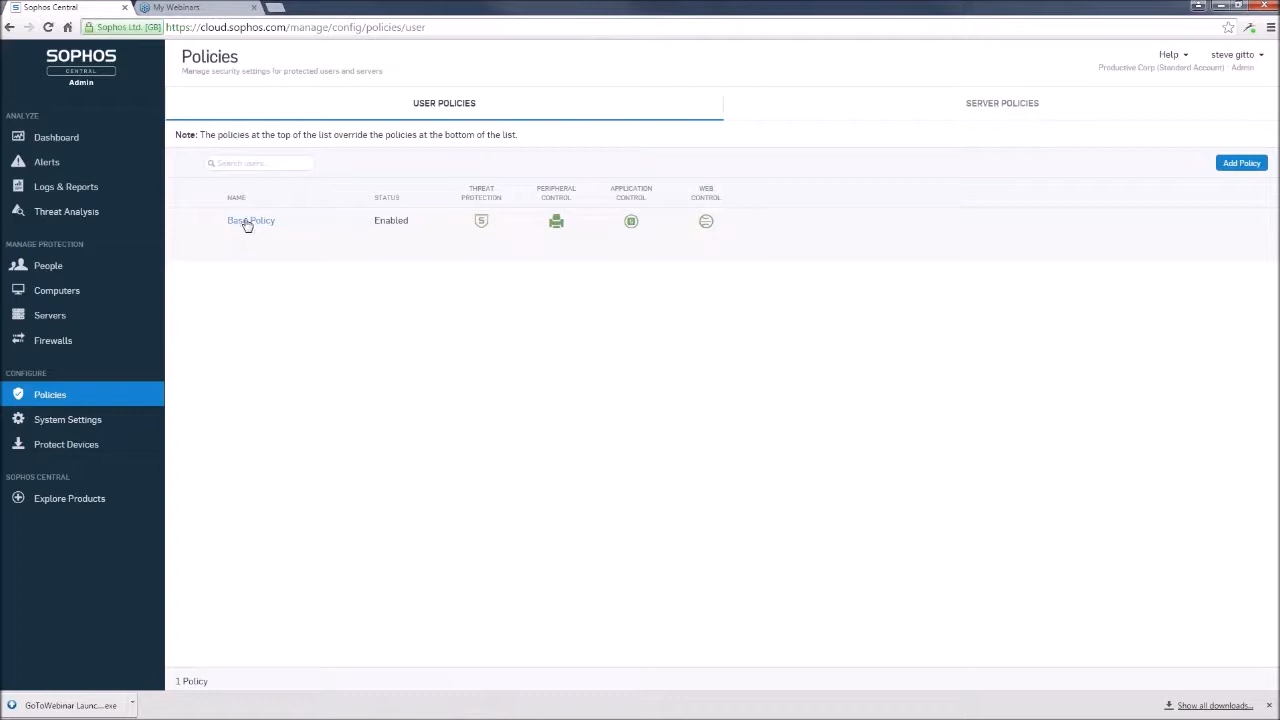 Sophos Central
My Webinars
Sophos Ltd. [GB]
https://cloud.sophos.com/manage/config/policies/user
SOPHOS
CENTRAL
Admin
Policies
Manage security settings for protected users and servers
Help
steve gitto
Productive Corp (Standard Account) · Admin
ANALYZE
Dashboard
Alerts
Logs & Reports
Threat Analysis
MANAGE PROTECTION
People
Computers
Servers
Firewalls
CONFIGURE
Policies
System Settings
Protect Devices
SOPHOS CENTRAL
Explore Products
USER POLICIES
SERVER POLICIES
Note: The policies at the top of the list override the policies at the bottom of the list.
Search users...
Add Policy
NAME
STATUS
THREAT PROTECTION
PERIPHERAL CONTROL
APPLICATION CONTROL
WEB CONTROL
Base Policy
Enabled
1 Policy
GoToWebinar Launc....exe
Show all downloads...